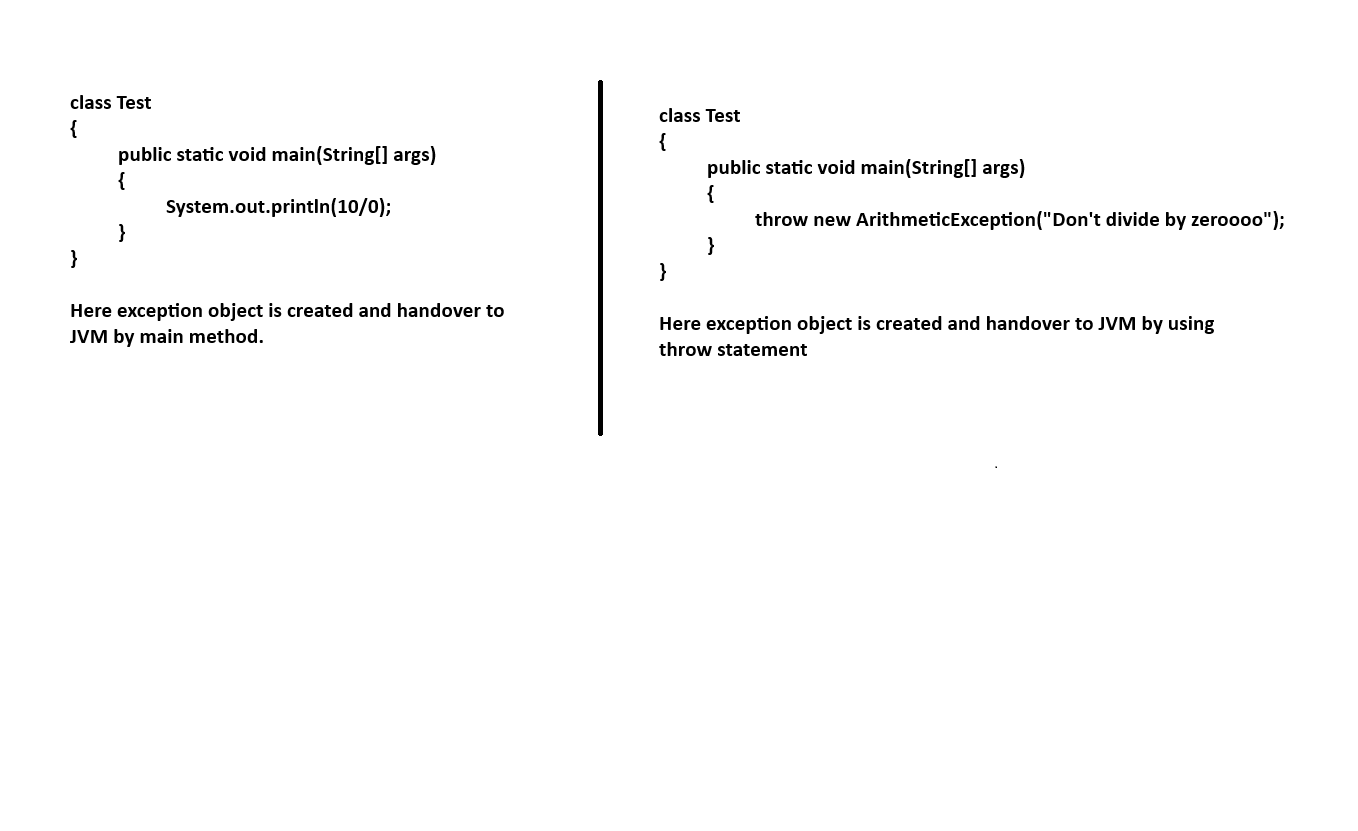 class Test
{
public static void main(String[] args)
{
System.out.println(10/0);
}
}
Here exception object is created and handover to
JVM by main method.
class Test
{
public static void main(String[] args)
{
throw new ArithmeticException("Don't divide by zeroooo");
}
}
Here exception object is created and handover to JVM by using
throw statement